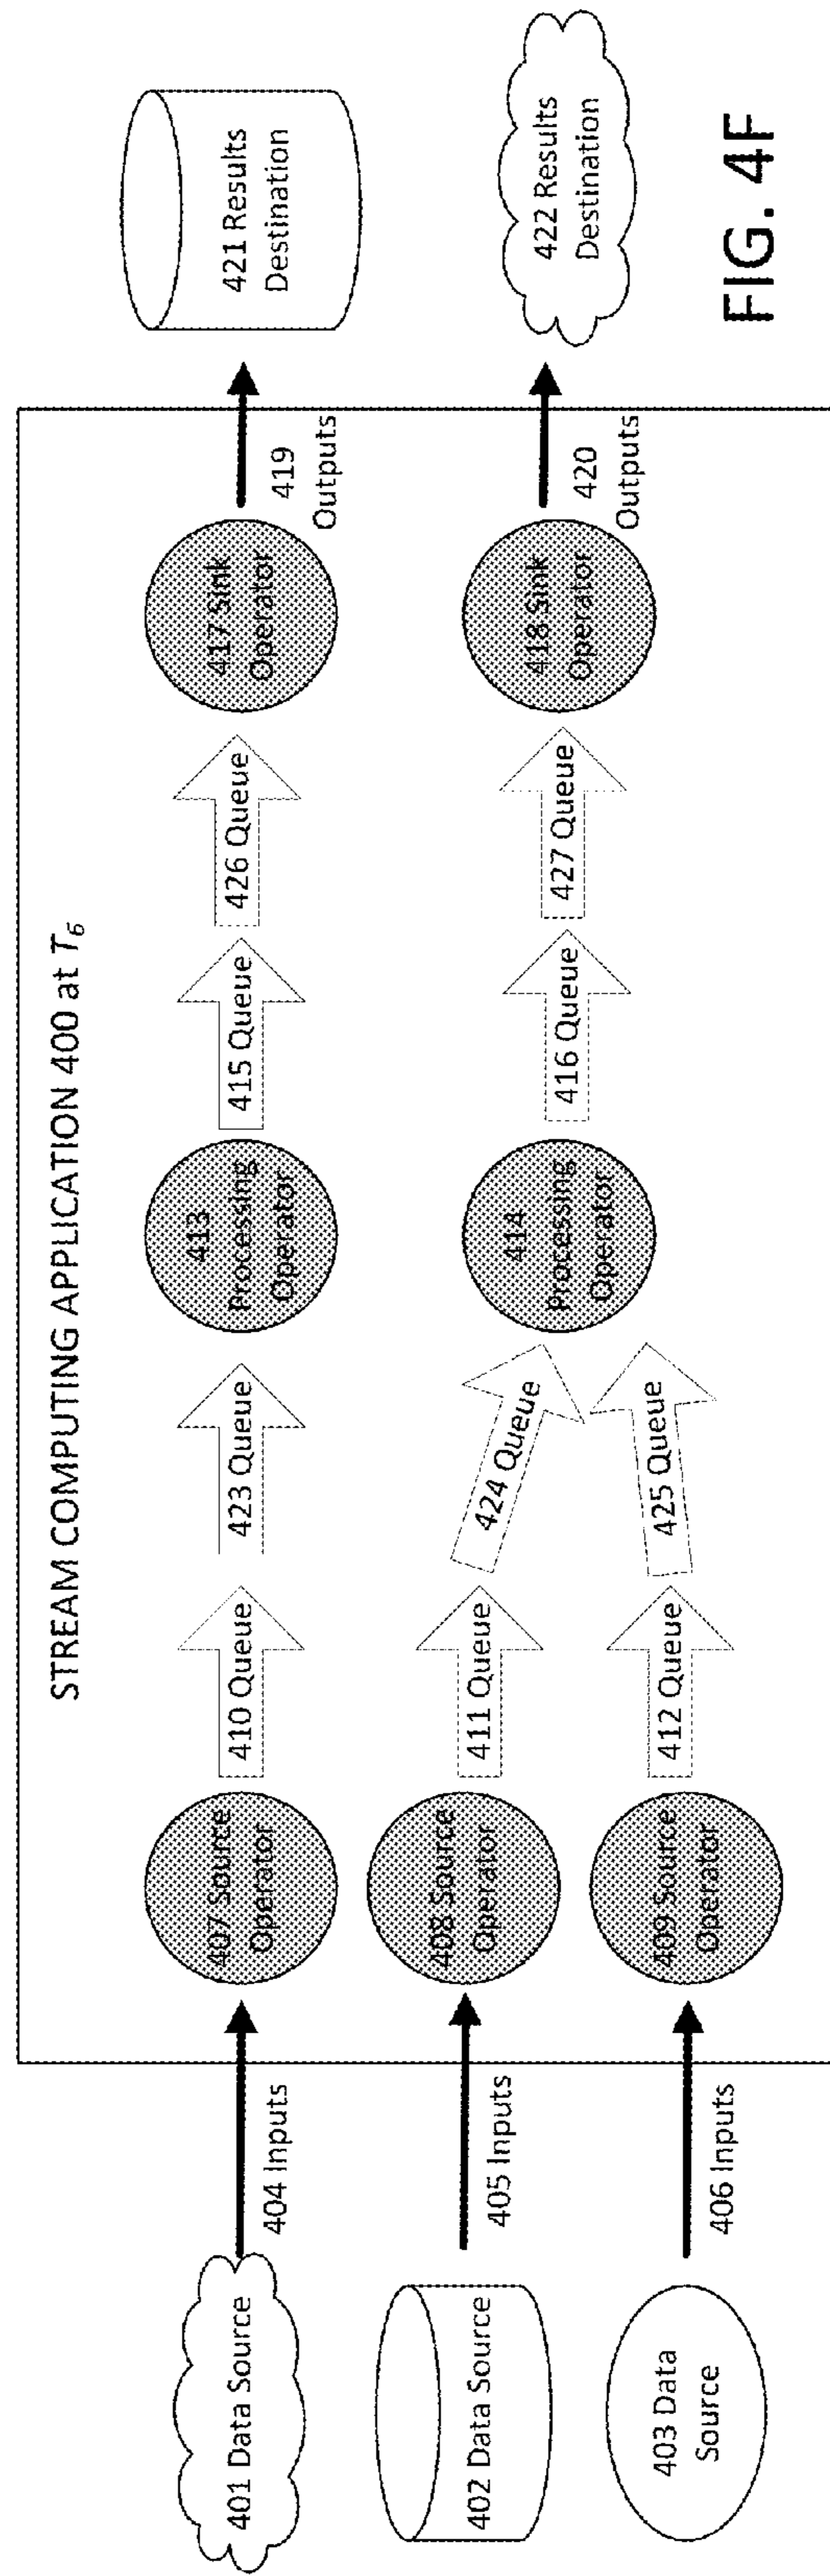 STREAM COMPUTING APPLICATION 400 at T6
401 Data Source
404 Inputs
407 Source
Operator
410 Queue
423 Queue
413
Processing
Operator
415 Queue
426 Queue
417 Sink
Operator
419
Outputs
421 Results
Destination
402 Data Source
405 Inputs
408 Source
Operator
411 Queue
424 Queue
403 Data
Source
406 Inputs
409 Source
Operator
412 Queue
425 Queue
414
Processing
Operator
416 Queue
427 Queue
418 Sink
Operator
420
Outputs
422 Results
Destination
FIG. 4F